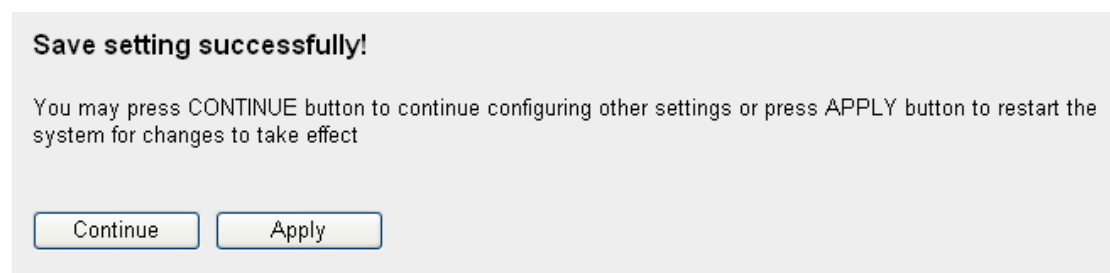 Save setting successfully!
You may press CONTINUE button to continue configuring other settings or press APPLY button to restart the
system for changes to take effect
Continue
Apply